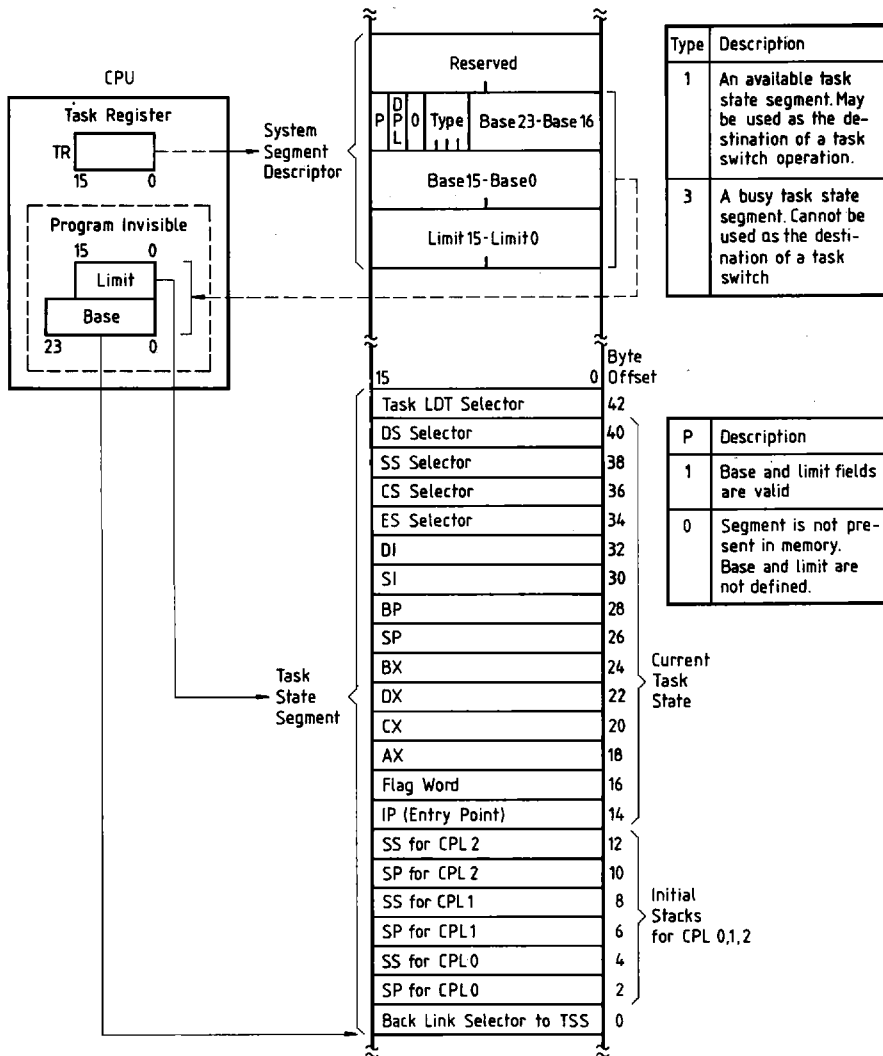 CPU
Task Register
TR
15 0
Program Invisible
15 0
Limit
Base
23 0
System
Segment
Descriptor
Reserved
P DPL 0 Type Base 23-Base 16
Base 15-Base 0
Limit 15-Limit 0
Type Description
1 An available task
state segment. May
be used as the de-
stination of a task
switch operation.
3 A busy task state
segment. Cannot be
used as the desti-
nation of a task
switch
15 0
Byte
Offset
Task LDT Selector 42
DS Selector 40
SS Selector 38
CS Selector 36
ES Selector 34
DI 32
SI 30
BP 28
SP 26
BX 24
DX 22
CX 20
AX 18
Flag Word 16
IP (Entry Point) 14
SS for CPL 2 12
SP for CPL 2 10
SS for CPL 1 8
SP for CPL 1 6
SS for CPL 0 4
SP for CPL 0 2
Back Link Selector to TSS 0
Task
State
Segment
Current
Task
State
Initial
Stacks
for CPL 0,1,2
P Description
1 Base and limit fields
are valid
0 Segment is not pre-
sent in memory.
Base and limit are
not defined.